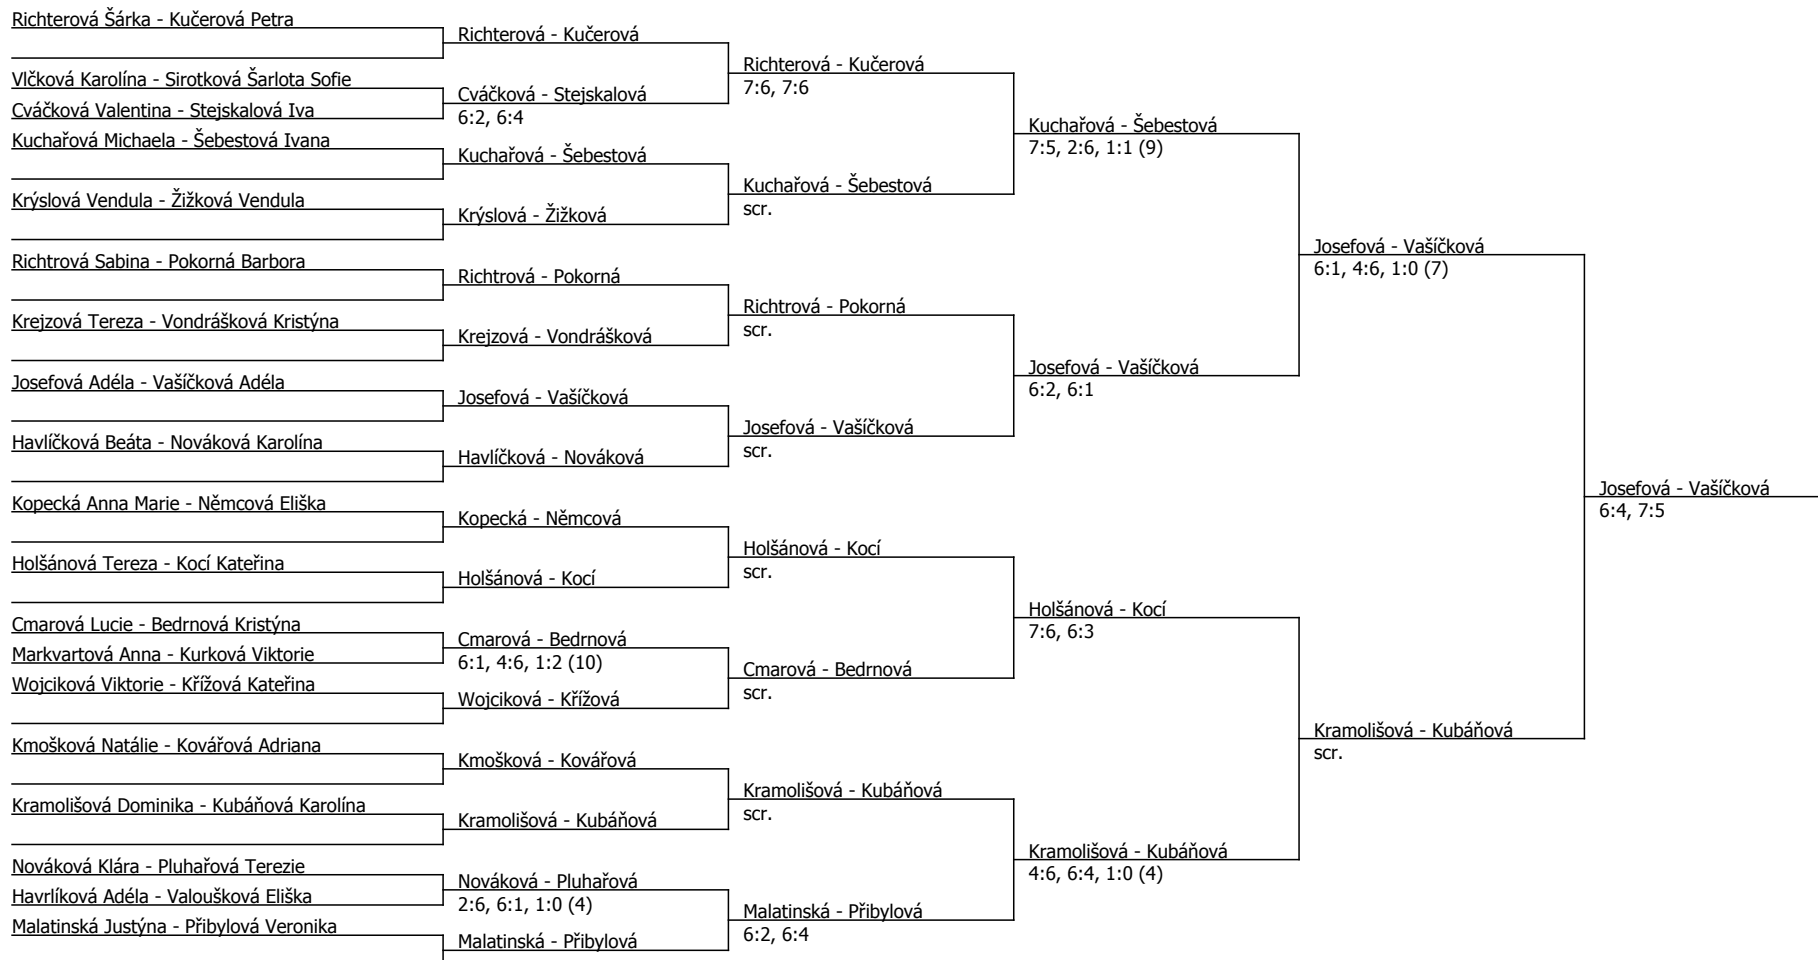 Richterová Šárka - Kučerová Petra
Vlčková Karolína - Sirotková Šarlota Sofie
Cváčková Valentina - Stejskalová Iva
Kuchařová Michaela - Šebestová Ivana
Krýslová Vendula - Žižková Vendula
Richtrová Sabina - Pokorná Barbora
Krejzová Tereza - Vondrášková Kristýna
Josefová Adéla - Vašíčková Adéla
Havlíčková Beáta - Nováková Karolína
Kopecká Anna Marie - Němcová Eliška
Holšánová Tereza - Kocí Kateřina
Cmarová Lucie - Bedrnová Kristýna
Markvartová Anna - Kurková Viktorie
Wojciková Viktorie - Křížová Kateřina
Kmošková Natálie - Kovářová Adriana
Kramolišová Dominika - Kubáňová Karolína
Nováková Klára - Pluhařová Terezie
Havrlíková Adéla - Valoušková Eliška
Malatinská Justýna - Přibylová Veronika
Richterová - Kučerová
Cváčková - Stejskalová
6:2, 6:4
Kuchařová - Šebestová
Krýslová - Žižková
Richtrová - Pokorná
Krejzová - Vondrášková
Josefová - Vašíčková
Havlíčková - Nováková
Kopecká - Němcová
Holšánová - Kocí
Cmarová - Bedrnová
6:1, 4:6, 1:2 (10)
Wojciková - Křížová
Kmošková - Kovářová
Kramolišová - Kubáňová
Nováková - Pluhařová
2:6, 6:1, 1:0 (4)
Malatinská - Přibylová
Richterová - Kučerová
7:6, 7:6
Kuchařová - Šebestová
scr.
Richtrová - Pokorná
scr.
Josefová - Vašíčková
scr.
Holšánová - Kocí
scr.
Cmarová - Bedrnová
scr.
Kramolišová - Kubáňová
scr.
Malatinská - Přibylová
6:2, 6:4
Kuchařová - Šebestová
7:5, 2:6, 1:1 (9)
Josefová - Vašíčková
6:2, 6:1
Holšánová - Kocí
7:6, 6:3
Kramolišová - Kubáňová
4:6, 6:4, 1:0 (4)
Josefová - Vašíčková
6:1, 4:6, 1:0 (7)
Kramolišová - Kubáňová
scr.
Josefová - Vašíčková
6:4, 7:5